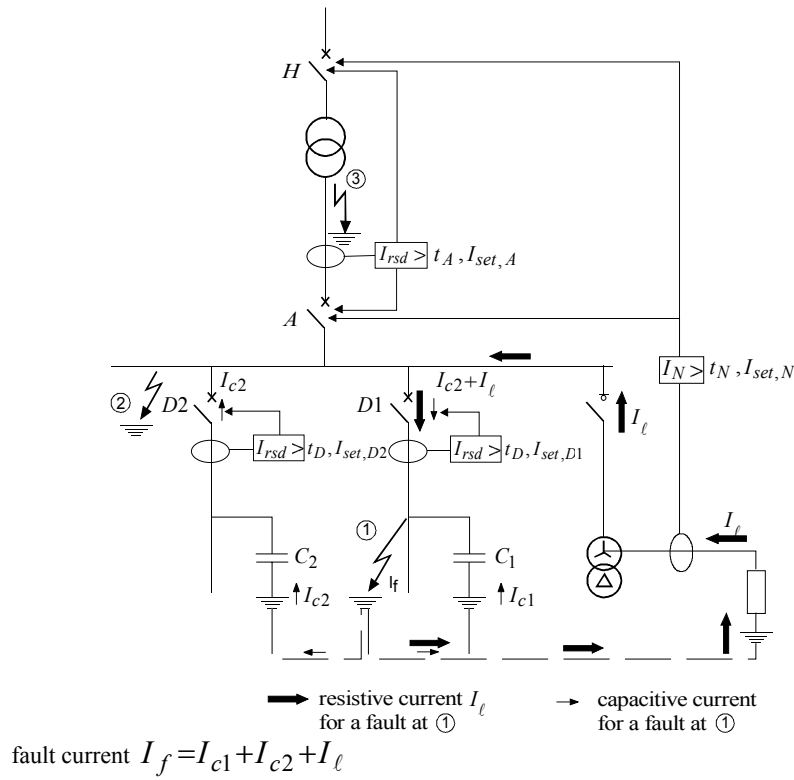 H
③
I_rsd > t_A , I_set,A
A
I_N > t_N , I_set,N
②
I_c2
D2
I_rsd > t_D , I_set,D2
I_c2+I_ℓ
D1
I_rsd > t_D , I_set,D1
I_ℓ
①
C_2
I_f
C_1
I_ℓ
I_c2
I_c1
resistive current I_ℓ
for a fault at ①
capacitive current
for a fault at ①
fault current I_f =I_c1+I_c2+I_ℓ